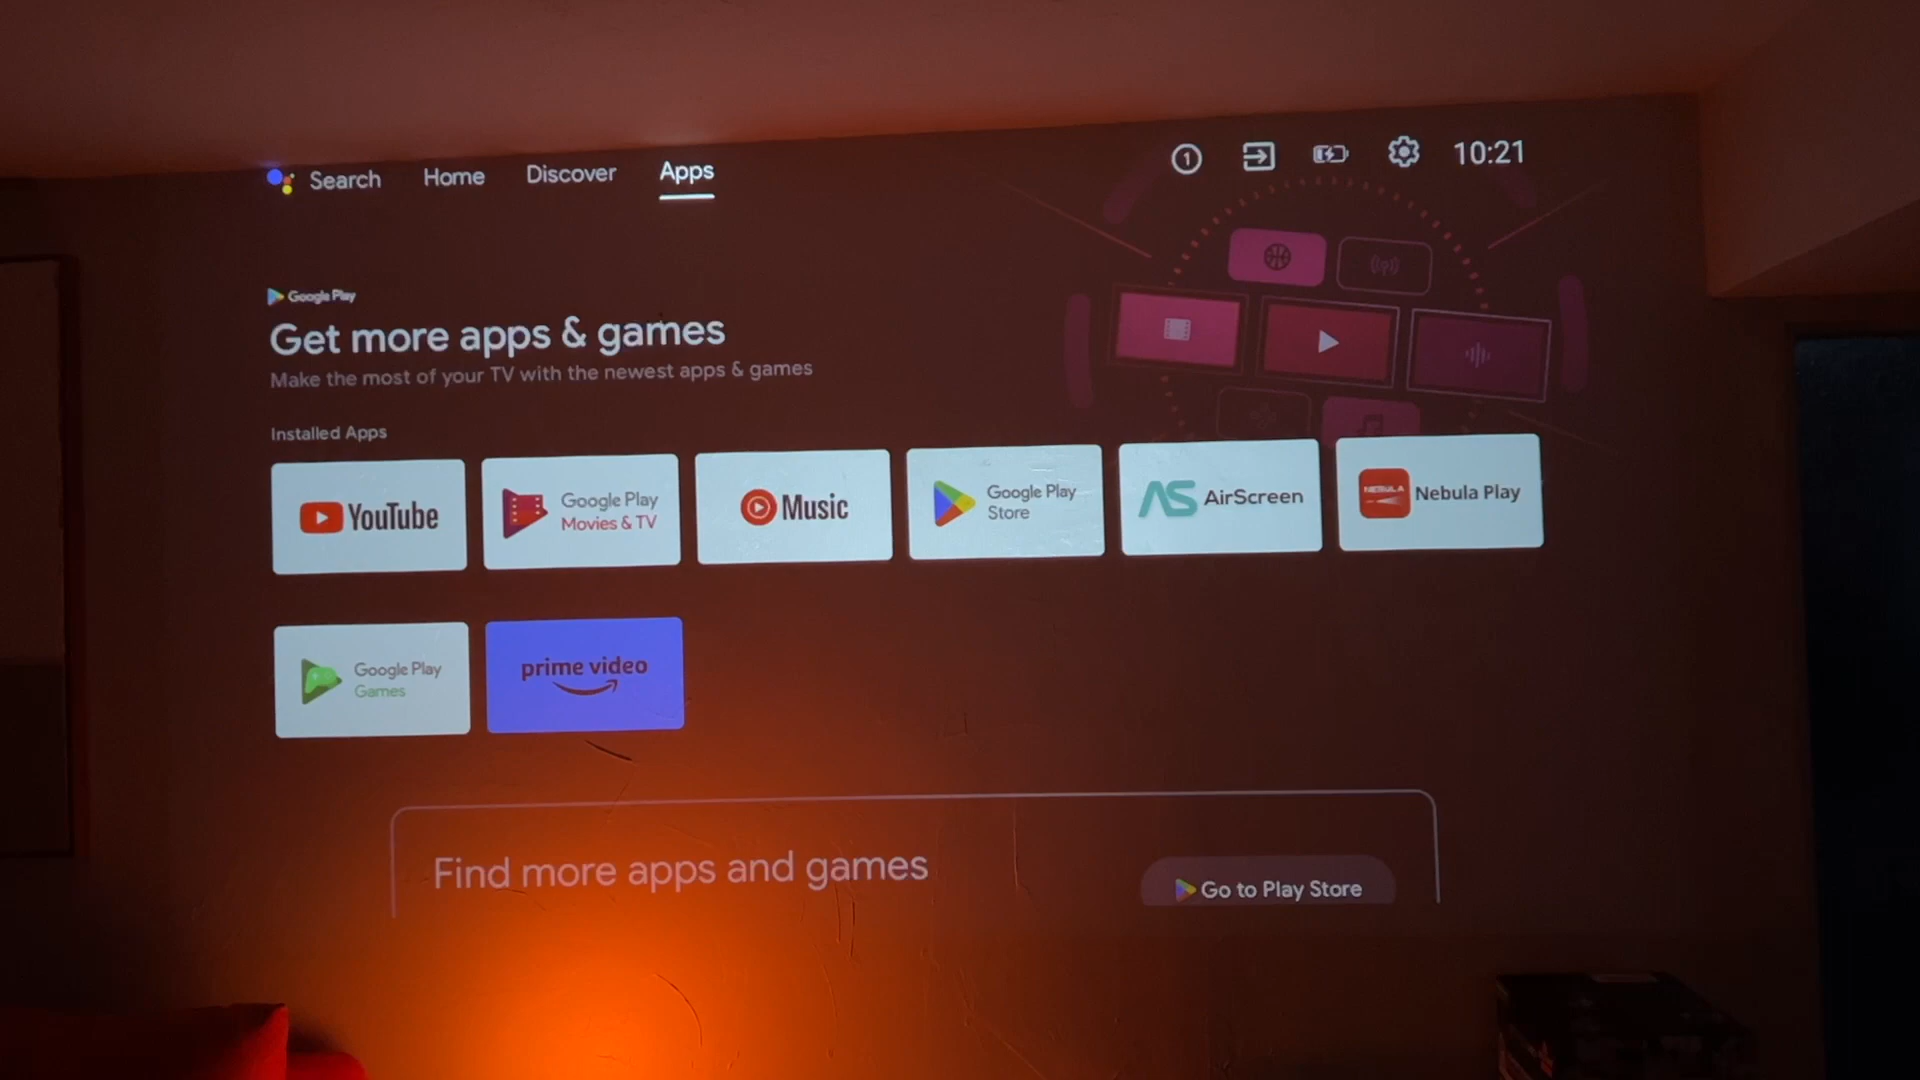 Search Home Discover Apps 1 10:21
Google Play
Get more apps & games
Make the most of your TV with the newest apps & games
Installed Apps
YouTube
Google Play
Movies & TV
Music
Google Play
Store
AirScreen
NEBULA
Nebula Play
Google Play
Games
prime video
Find more apps and games
Go to Play Store